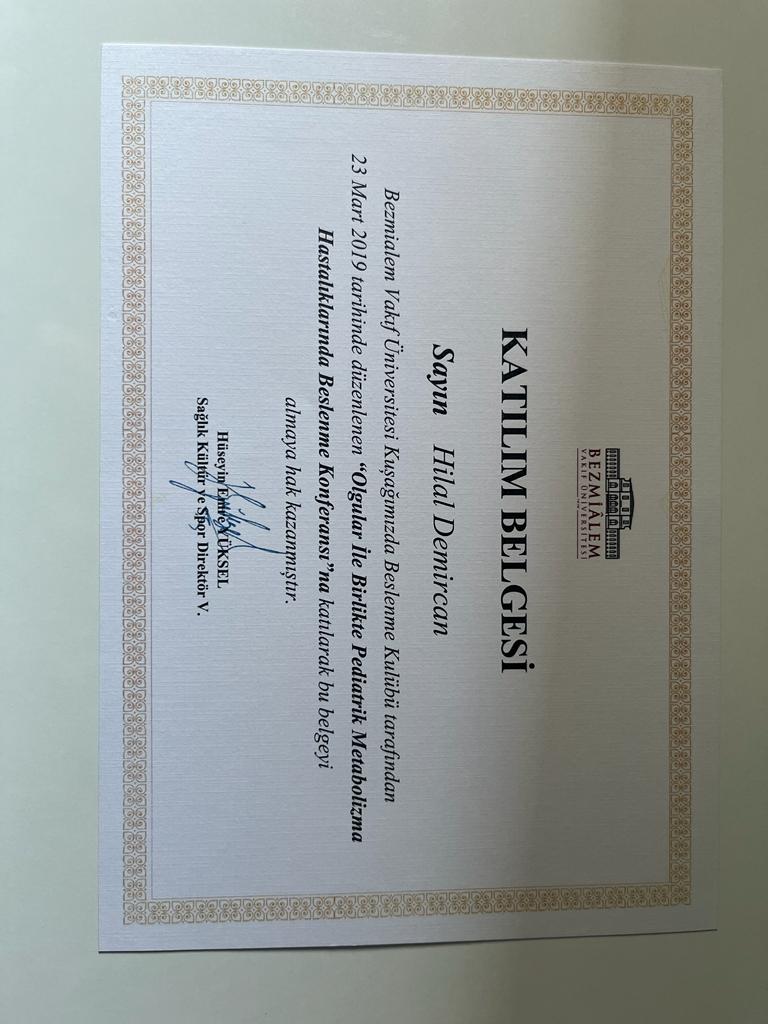 BEZMİÂLEM
VAKIF ÜNİVERSİTESİ
KATILIM BELGESİ
Sayın Hilal Demircan
Bezmialem Vakıf Üniversitesi Kuşağımızda Beslenme Kulübü tarafından
23 Mart 2019 tarihinde düzenlenen “Olgular İle Birlikte Pediatrik Metabolizma
Hastalıklarında Beslenme Konferansı”na katılarak bu belgeyi
almaya hak kazanmıştır.
Hüseyin Emre YÜKSEL
Sağlık Kültür ve Spor Direktör V.